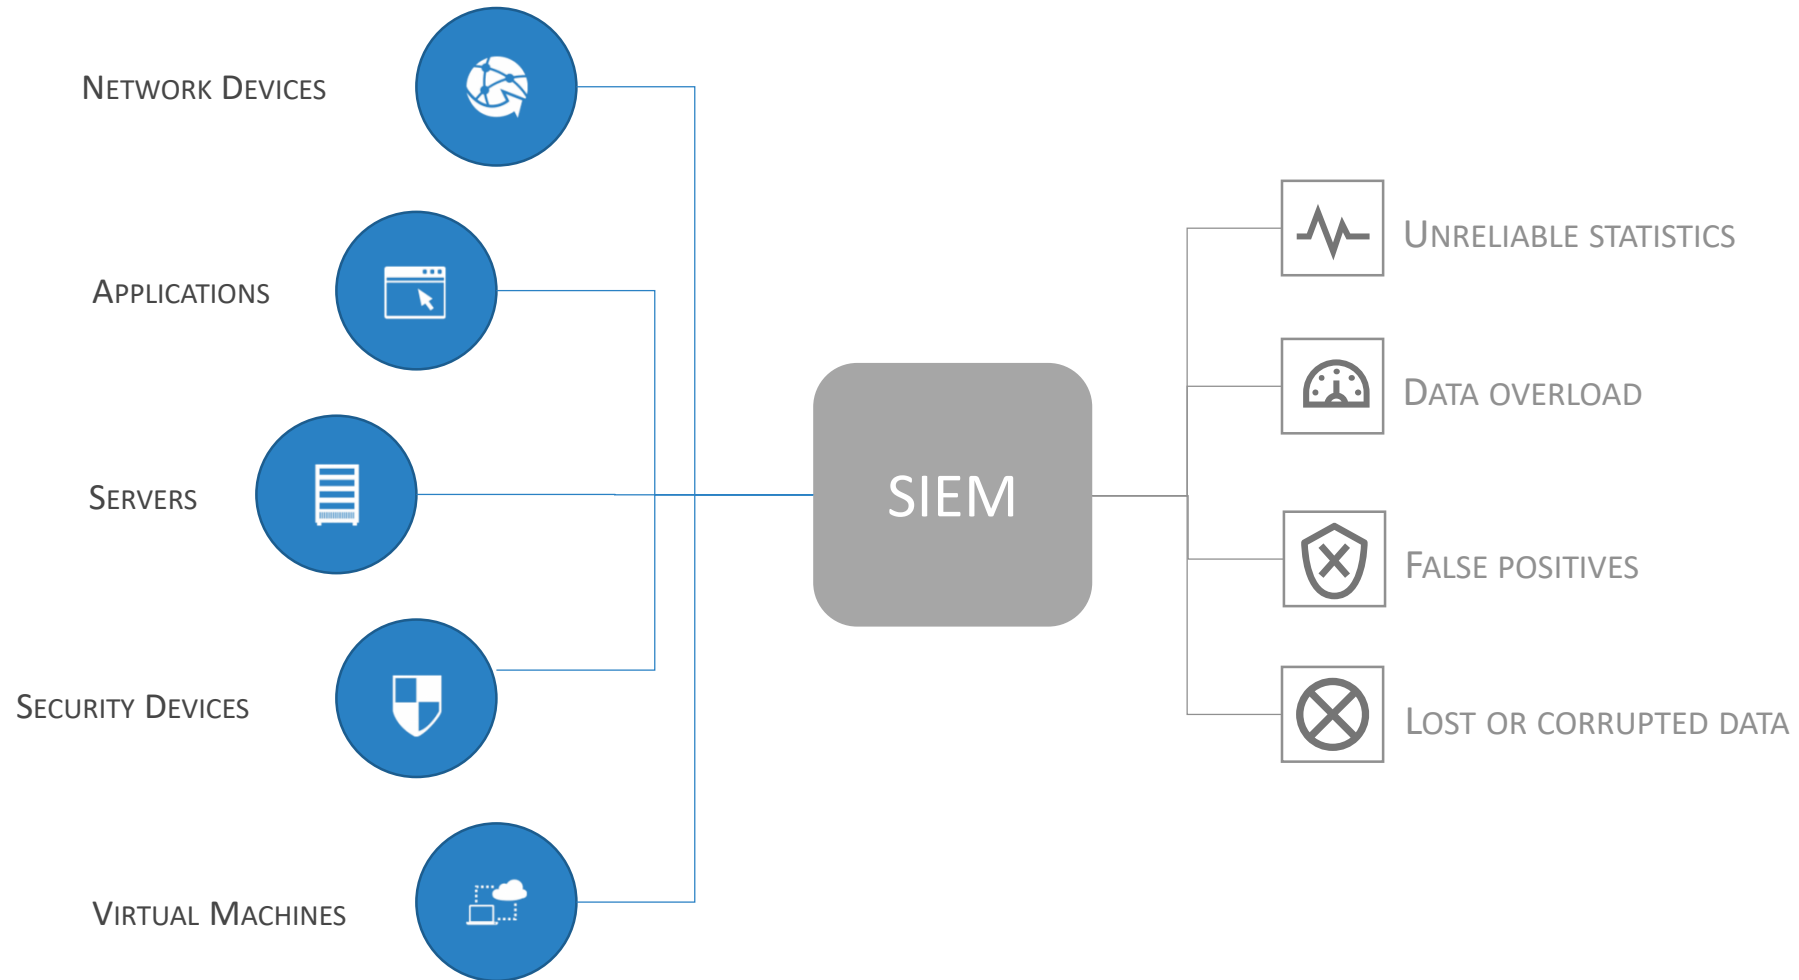 Network Devices
Applications
Servers
Security Devices
Virtual Machines
SIEM
Unreliable statistics
Data overload
False positives
Lost or corrupted data